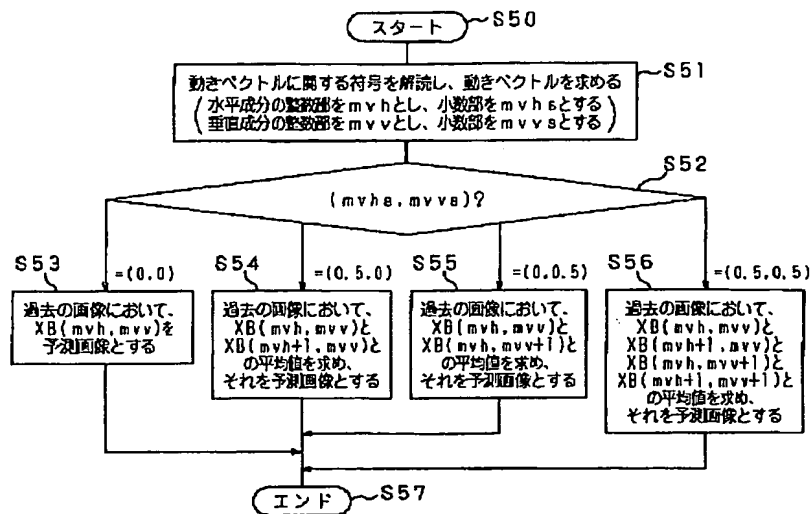 スタート
S50
動きベクトルに関する符号を解読し、動きベクトルを求める
S51
(水平成分の整数部をmvhとし、小数部をmvhsとする
垂直成分の整数部をmvvとし、小数部をmvvsとする)
S52
(mvhs,mvvs)?
S53
=(0.0)
過去の画像において、
XB(mvh,mvv)を
予測画像とする
S54
=(0.5.0)
過去の画像において、
XB(mvh,mvv)と
XB(mvh+1,mvv)と
の平均値を求め、
それを予測画像とする
S55
=(0.0.5)
過去の画像において、
XB(mvh,mvv)と
XB(mvh,mvv+1)と
の平均値を求め、
それを予測画像とする
S56
=(0.5.0.5)
過去の画像において、
XB(mvh,mvv)と
XB(mvh+1,mvv)と
XB(mvh,mvv+1)と
XB(mvh+1,mvv+1)と
の平均値を求め、
それを予測画像とする
エンド
S57